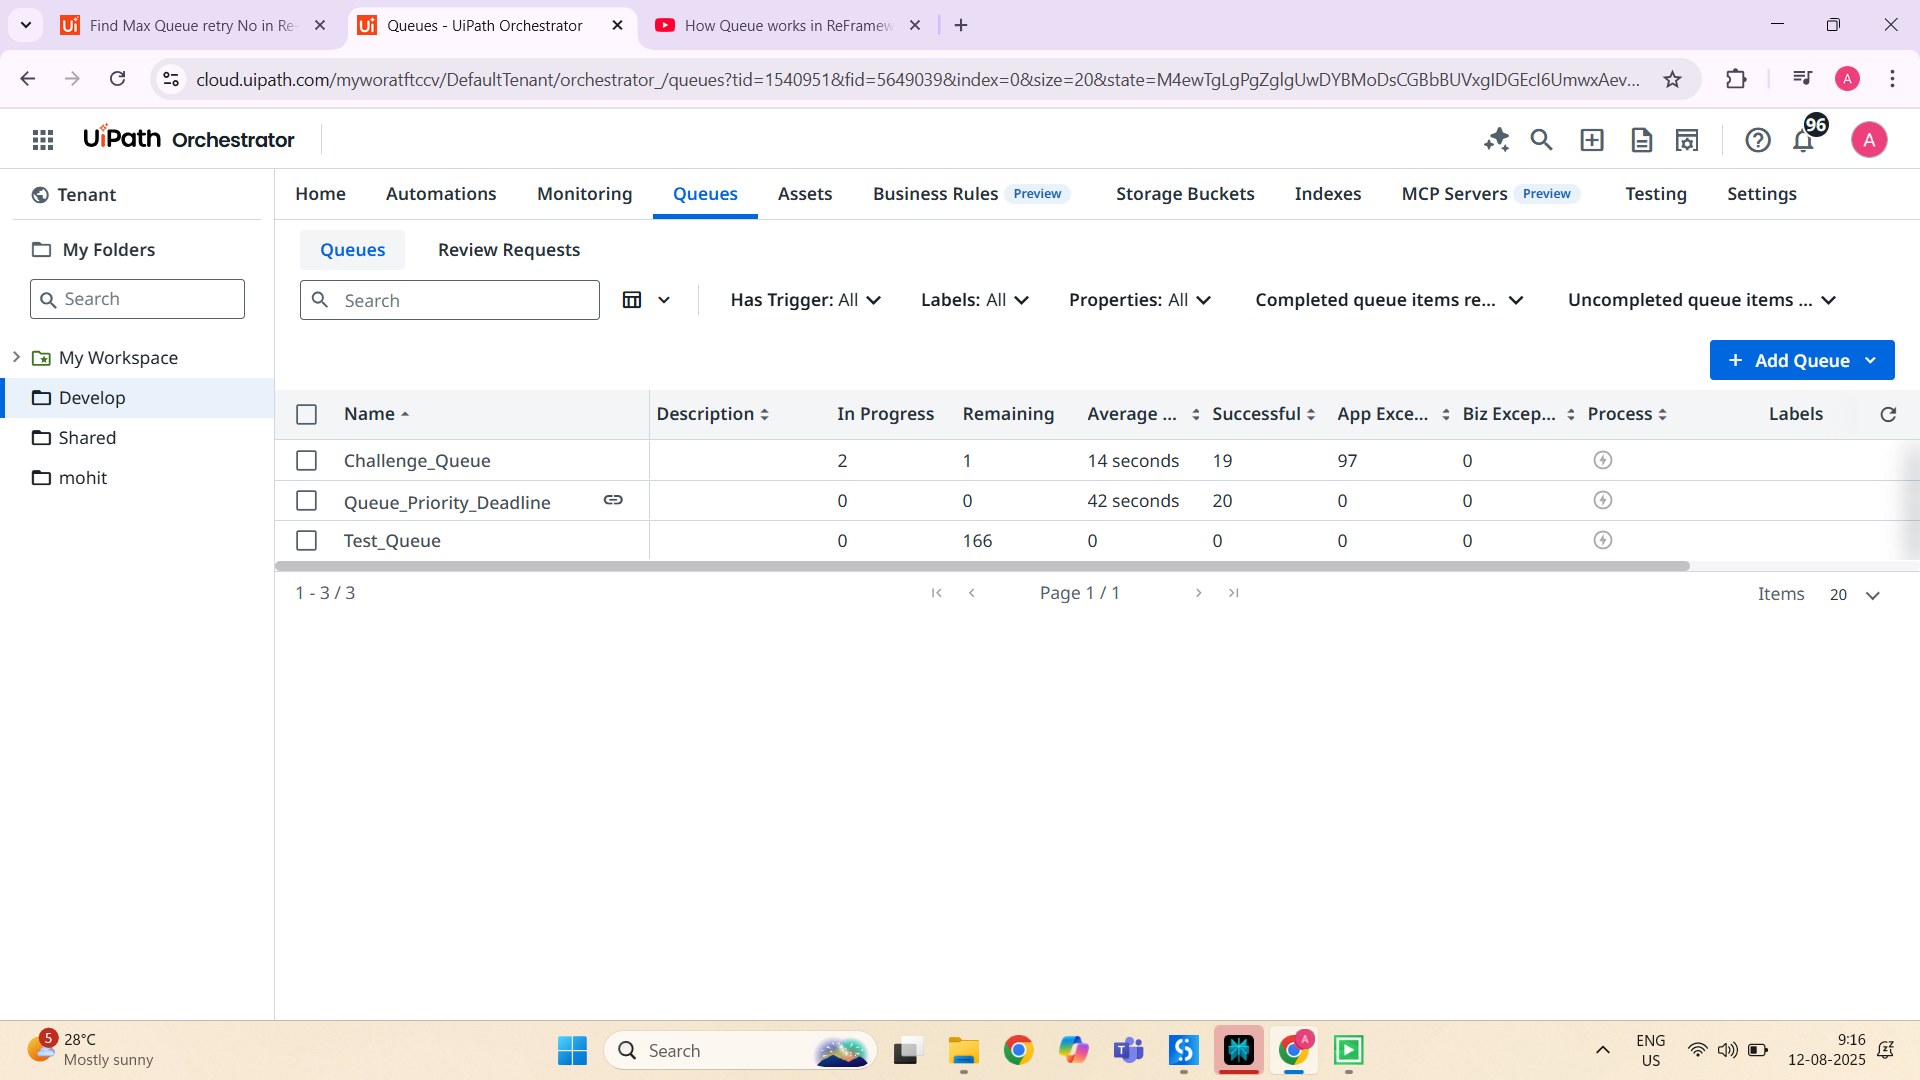 Find Max Queue retry No in Re-
Queues - UiPath Orchestrator
How Queue works in ReFramew
cloud.uipath.com/myworatftccv/DefaultTenant/orchestrator_/queues?tid=1540951&fid=5649039&index=0&size=20&state=M4ewTgLgPgZglgUwDYBMoDsCGBbBUVxgIDGEcI6UmwxAev...
A
UiPath Orchestrator
96
A
Tenant
Home Automations Monitoring Queues Assets Business Rules Preview Storage Buckets Indexes MCP Servers Preview Testing Settings
My Folders
Search
My Workspace
Develop
Shared
mohit
Queues Review Requests
Search
Has Trigger: All Labels: All Properties: All Completed queue items re... Uncompleted queue items ...
+ Add Queue
Name Description In Progress Remaining Average ... Successful App Exce... Biz Excep... Process Labels
Challenge_Queue 2 1 14 seconds 19 97 0
Queue_Priority_Deadline 0 0 42 seconds 20 0 0
Test_Queue 0 166 0 0 0 0
1 - 3 / 3 Page 1 / 1 Items 20
5
28°C
Mostly sunny
Search
A
ENG
US
9:16
12-08-2025